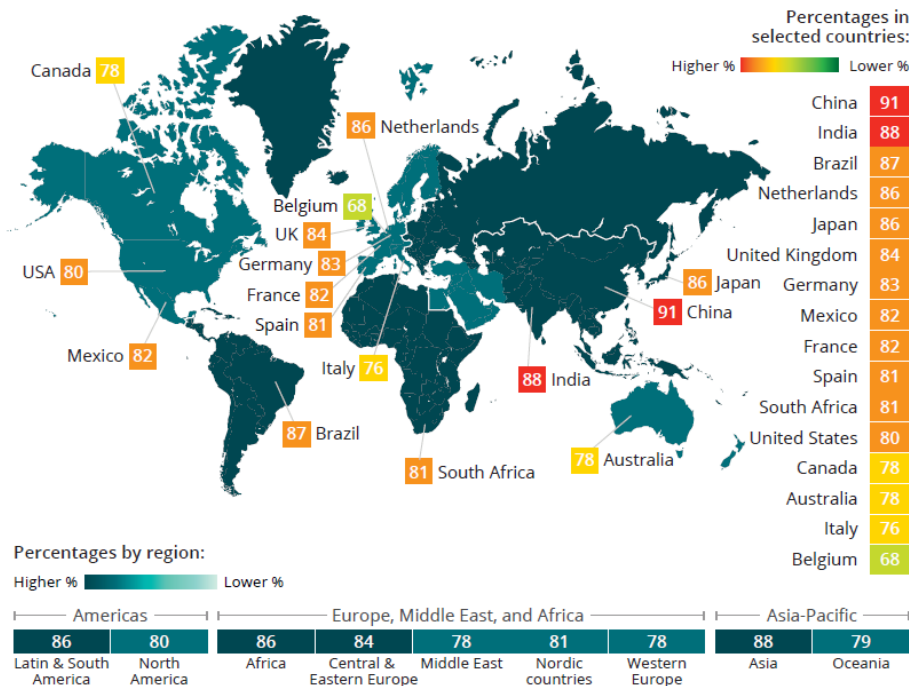 Percentages in
selected countries:
Higher % Lower %
Canada 78
86 Netherlands
Belgium 68
UK 84
Germany 83
USA 80
France 82
Spain 81
Mexico 82
Italy 76
86 Japan
91 China
88 India
87 Brazil
81 South Africa
78 Australia
China 91
India 88
Brazil 87
Netherlands 86
Japan 86
United Kingdom 84
Germany 83
Mexico 82
France 82
Spain 81
South Africa 81
United States 80
Canada 78
Australia 78
Italy 76
Belgium 68
Percentages by region:
Higher % Lower %
Americas
86 80
Latin & South
America
North
America
Europe, Middle East, and Africa
86 84 78 81 78
Africa
Central &
Eastern Europe
Middle East
Nordic
countries
Western
Europe
Asia-Pacific
88 79
Asia Oceania